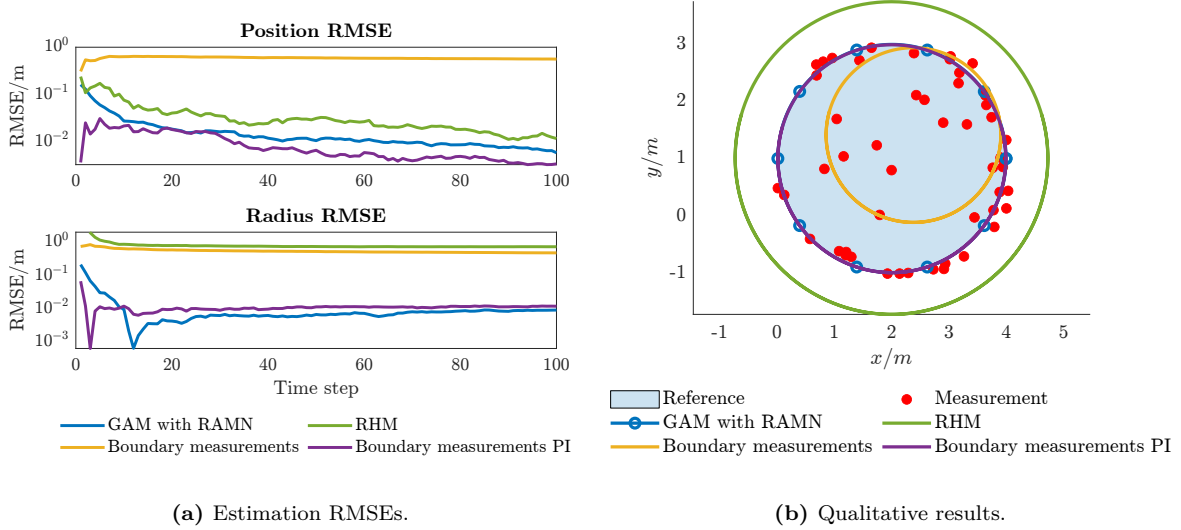 Position RMSE
RMSE/m
10^0
10^-1
10^-2
0 20 40 60 80 100
Radius RMSE
RMSE/m
10^0
10^-1
10^-2
10^-3
0 20 40 60 80 100
Time step
GAM with RAMN RHM
Boundary measurements Boundary measurements PI
(a) Estimation RMSEs.
y/m
3
2
1
0
-1
-1 0 1 2 3 4 5
x/m
Reference Measurement
GAM with RAMN RHM
Boundary measurements Boundary measurements PI
(b) Qualitative results.